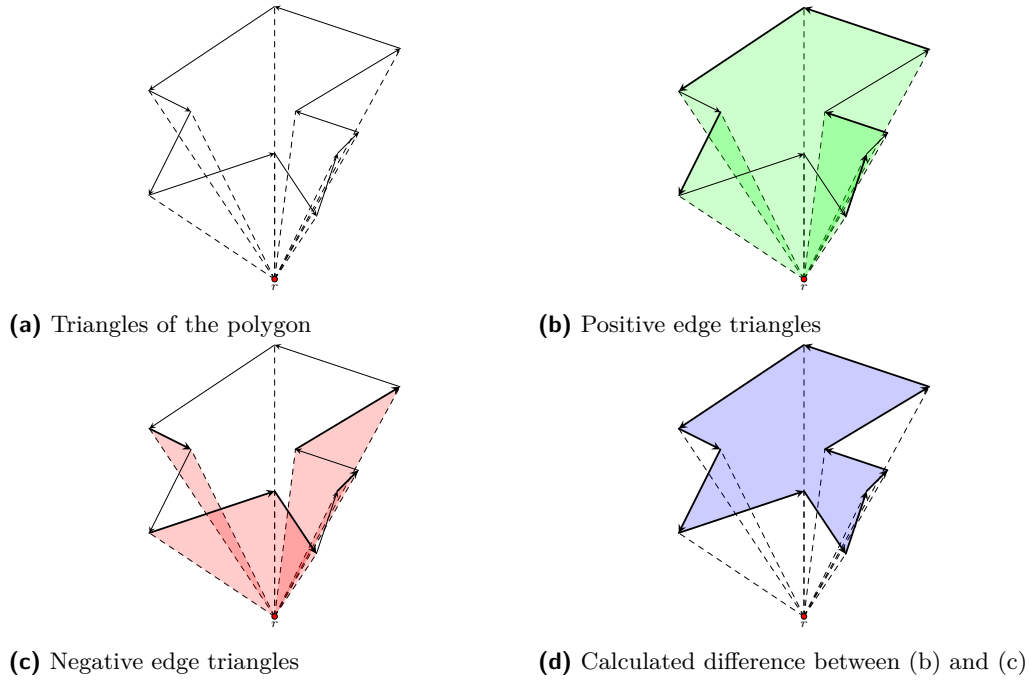 r
r
(a) Triangles of the polygon
(b) Positive edge triangles
r
r
(c) Negative edge triangles
(d) Calculated difference between (b) and (c)